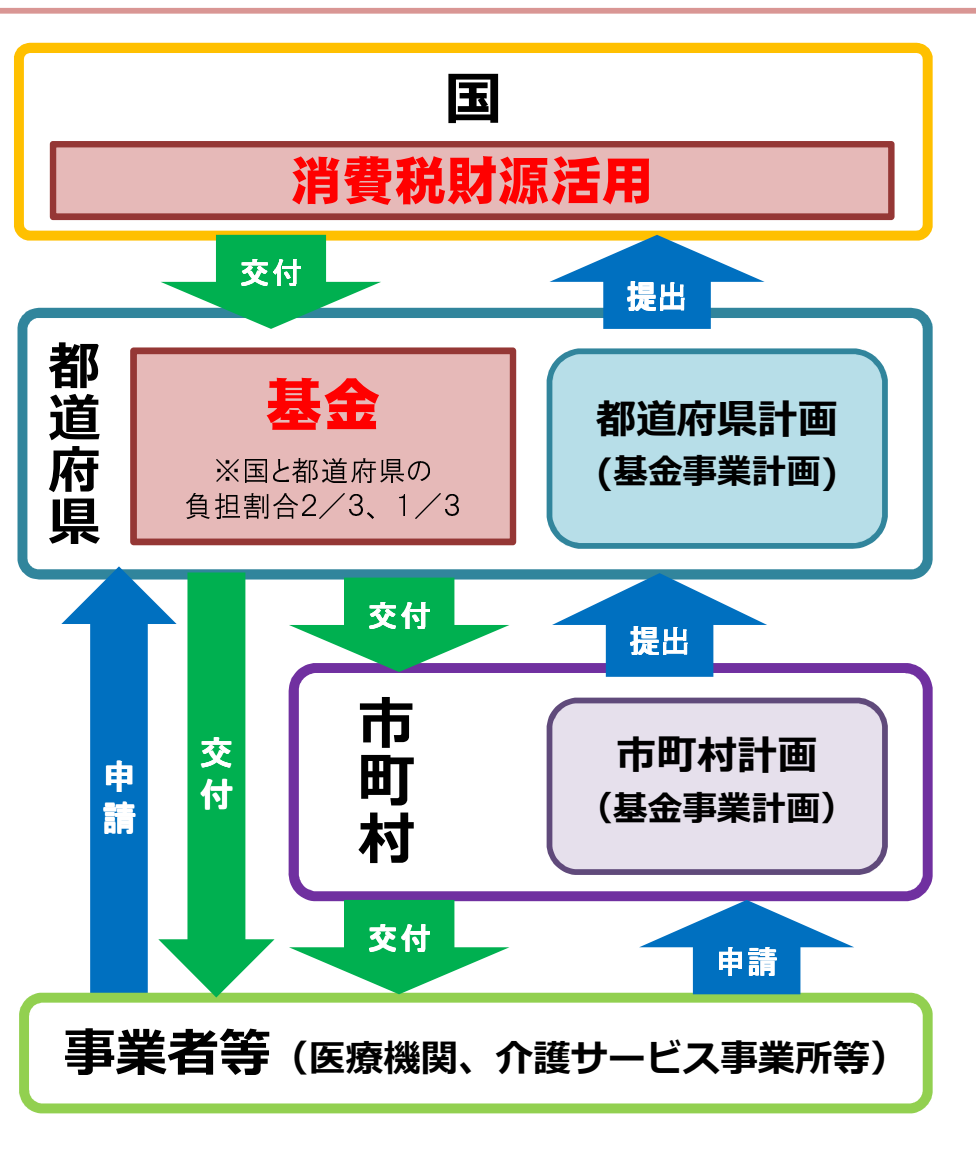 国
消費税財源活用
交付
提出
都道府県
基金
※国と都道府県の
負担割合2／3、1／3
都道府県計画
(基金事業計画)
交付
提出
申請
交付
市町村
市町村計画
（基金事業計画）
交付
申請
事業者等（医療機関、介護サービス事業所等）